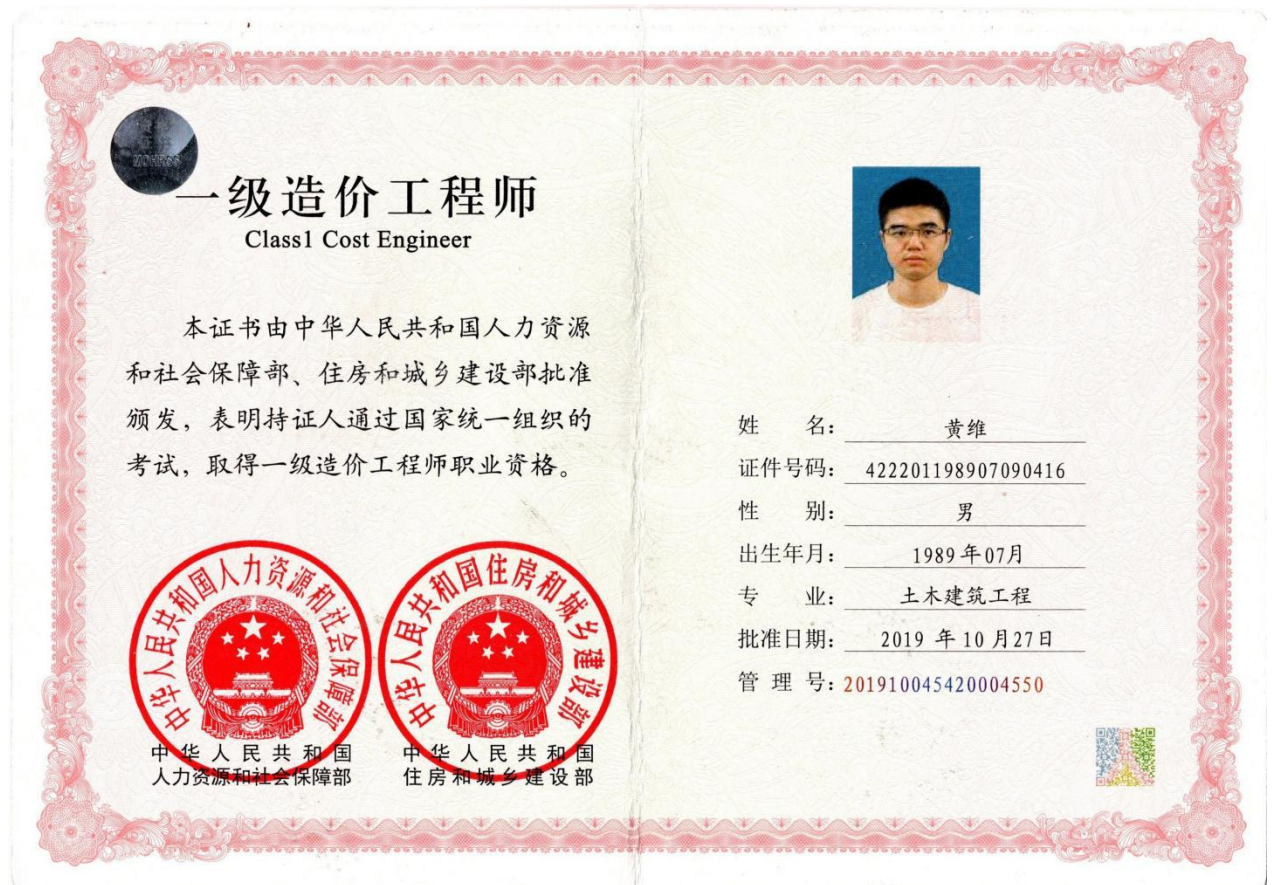 MOHRSS
一级造价工程师
Class1 Cost Engineer
本证书由中华人民共和国人力资源
和社会保障部、住房和城乡建设部批准
颁发，表明持证人通过国家统一组织的
考试，取得一级造价工程师职业资格。
中华人民共和国人力资源和社会保障部
中华人民共和国
人力资源和社会保障部
中华人民共和国住房和城乡建设部
中华人民共和国
住房和城乡建设部
姓 名：黄维
证件号码：422201198907090416
性 别：男
出生年月：1989年07月
专 业：土木建筑工程
批准日期：2019 年 10 月27日
管 理 号：201910045420004550